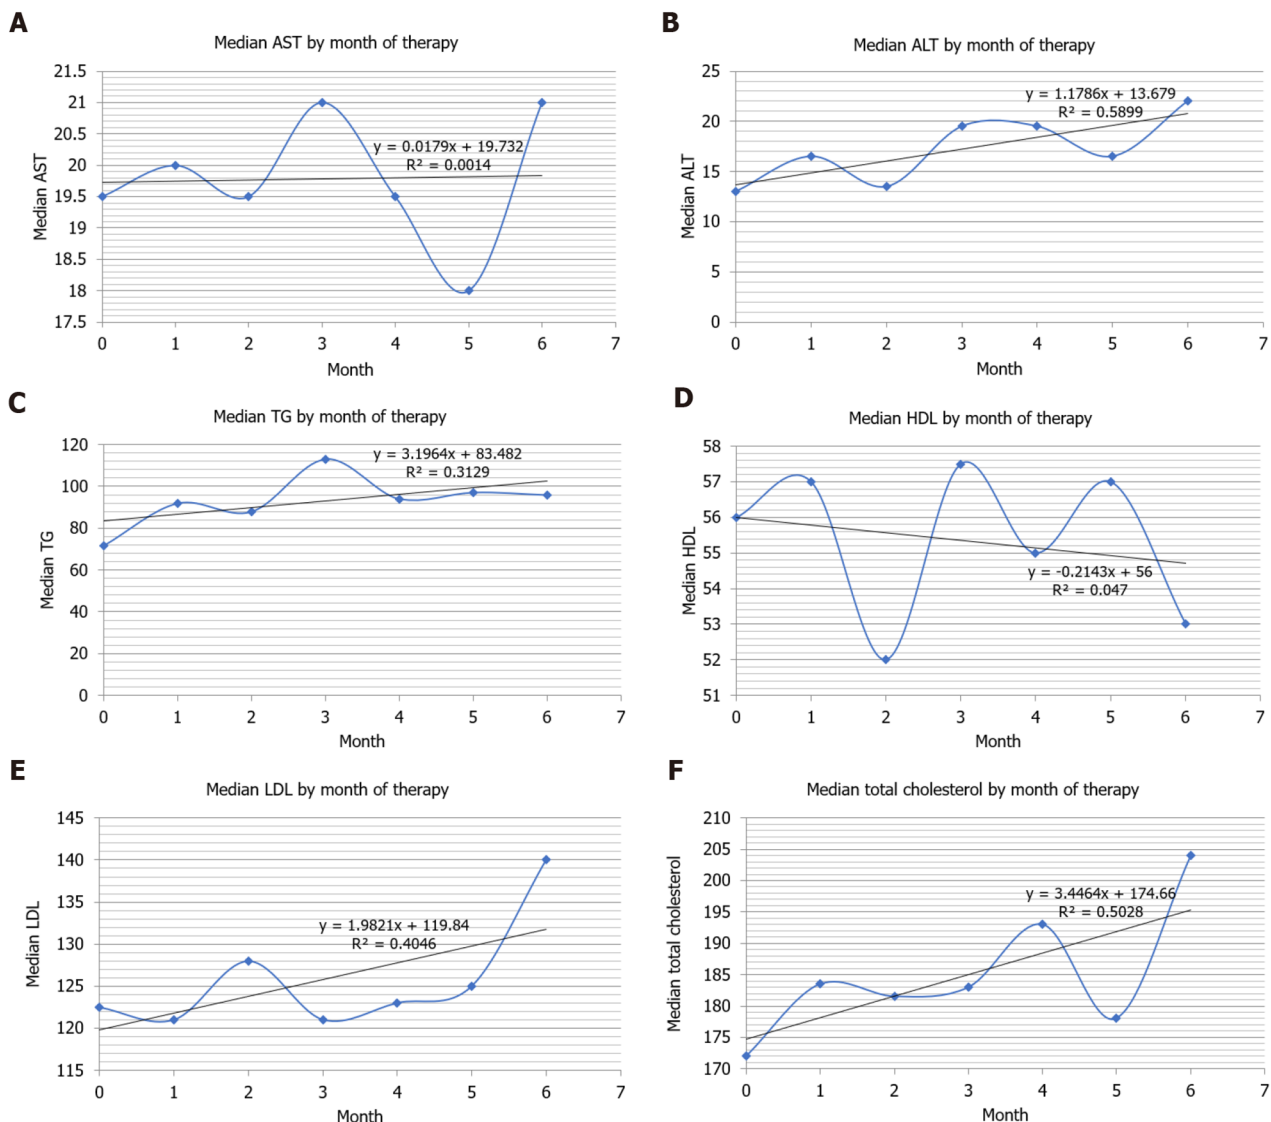 A
Median AST by month of therapy
21.5
21
20.5
20
19.5
19
18.5
18
17.5
Median AST
y = 0.0179x + 19.732
R² = 0.0014
0 1 2 3 4 5 6 7
Month
B
Median ALT by month of therapy
25
20
15
10
5
0
Median ALT
y = 1.1786x + 13.679
R² = 0.5899
0 1 2 3 4 5 6 7
Month
C
Median TG by month of therapy
120
100
80
60
40
20
0
Median TG
y = 3.1964x + 83.482
R² = 0.3129
0 1 2 3 4 5 6 7
Month
D
Median HDL by month of therapy
58
57
56
55
54
53
52
51
Median HDL
y = -0.2143x + 56
R² = 0.047
0 1 2 3 4 5 6 7
Month
E
Median LDL by month of therapy
145
140
135
130
125
120
115
Median LDL
y = 1.9821x + 119.84
R² = 0.4046
0 1 2 3 4 5 6 7
Month
F
Median total cholesterol by month of therapy
210
205
200
195
190
185
180
175
170
Median total cholesterol
y = 3.4464x + 174.66
R² = 0.5028
0 1 2 3 4 5 6 7
Month